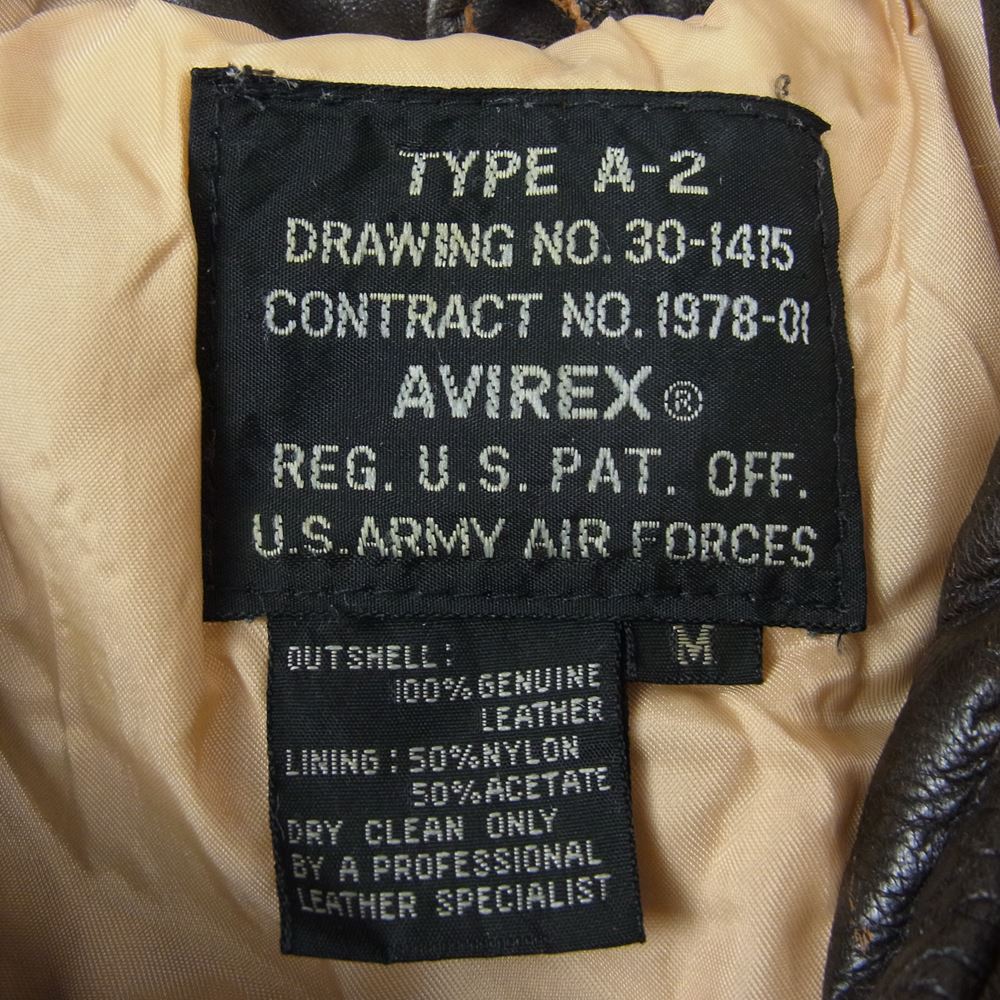 TYPE A-2
DRAWING NO. 30-1415
CONTRACT NO. 1978-01
AVIREX®
REG. U.S. PAT. OFF.
U.S. ARMY AIR FORCES
M
OUTSHELL:
100% GENUINE
LEATHER
LINING: 50% NYLON
50% ACETATE
DRY CLEAN ONLY
BY A PROFESSIONAL
LEATHER SPECIALIST